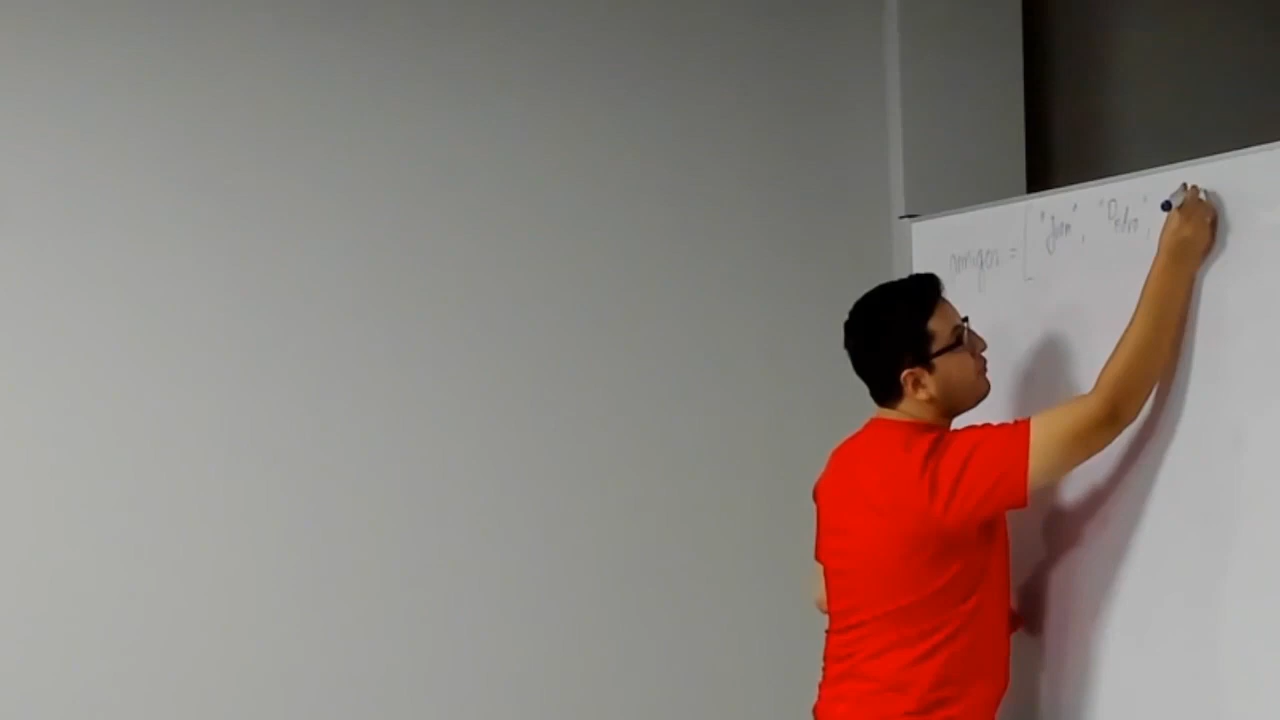 amigos = ["Juan", "Pedro",